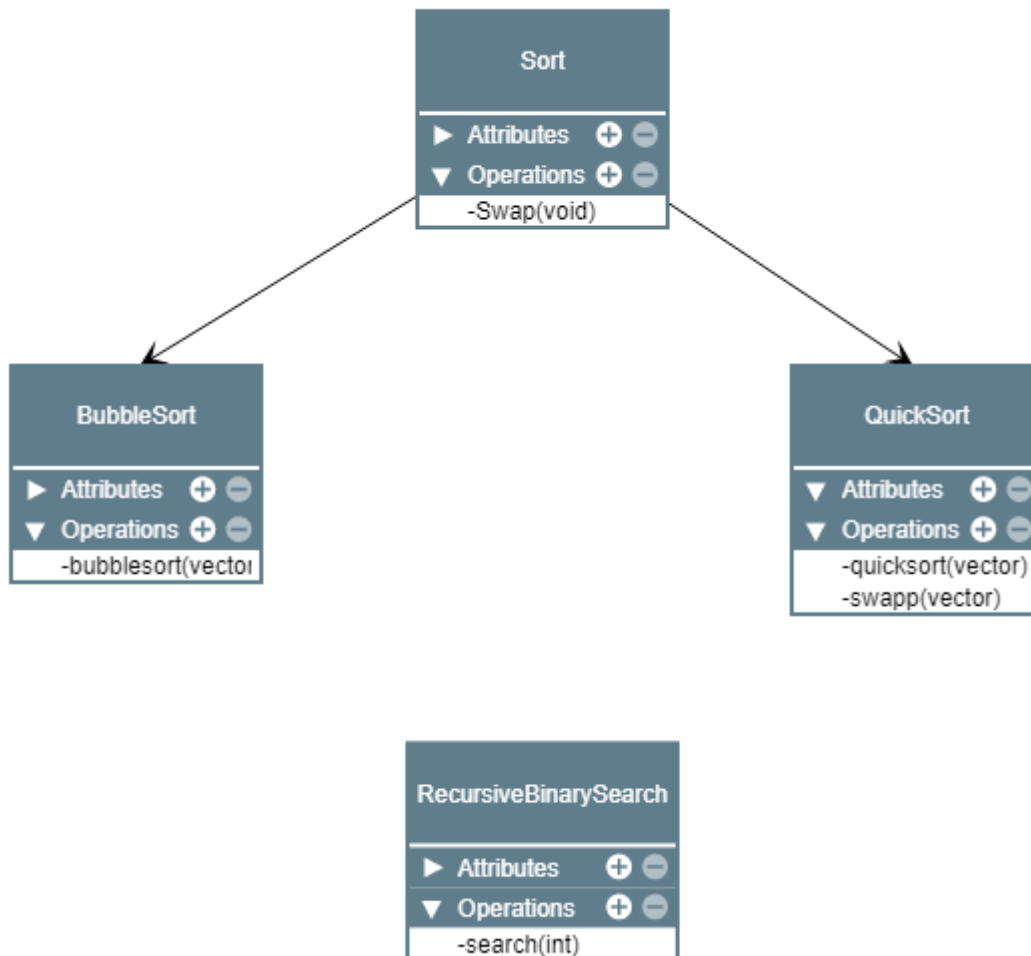 Sort
Attributes
Operations
-Swap(void)
BubbleSort
Attributes
Operations
-bubblesort(vector
QuickSort
Attributes
Operations
-quicksort(vector)
-swapp(vector)
RecursiveBinarySearch
Attributes
Operations
-search(int)